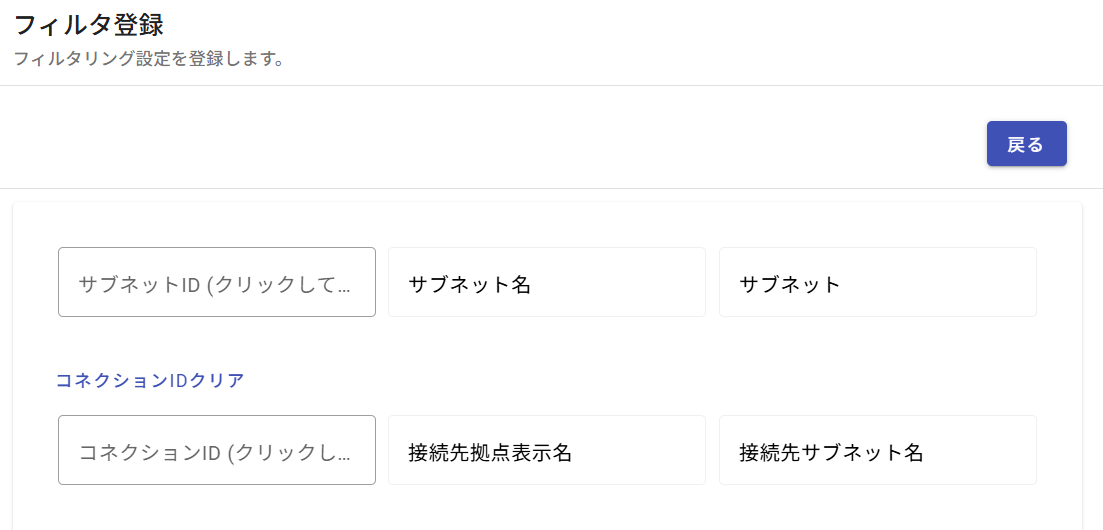 フィルタ登録
フィルタリング設定を登録します。
戻る
サブネットID (クリックして...
サブネット名
サブネット
コネクションIDクリア
コネクションID (クリックし...
接続先拠点表示名
接続先サブネット名